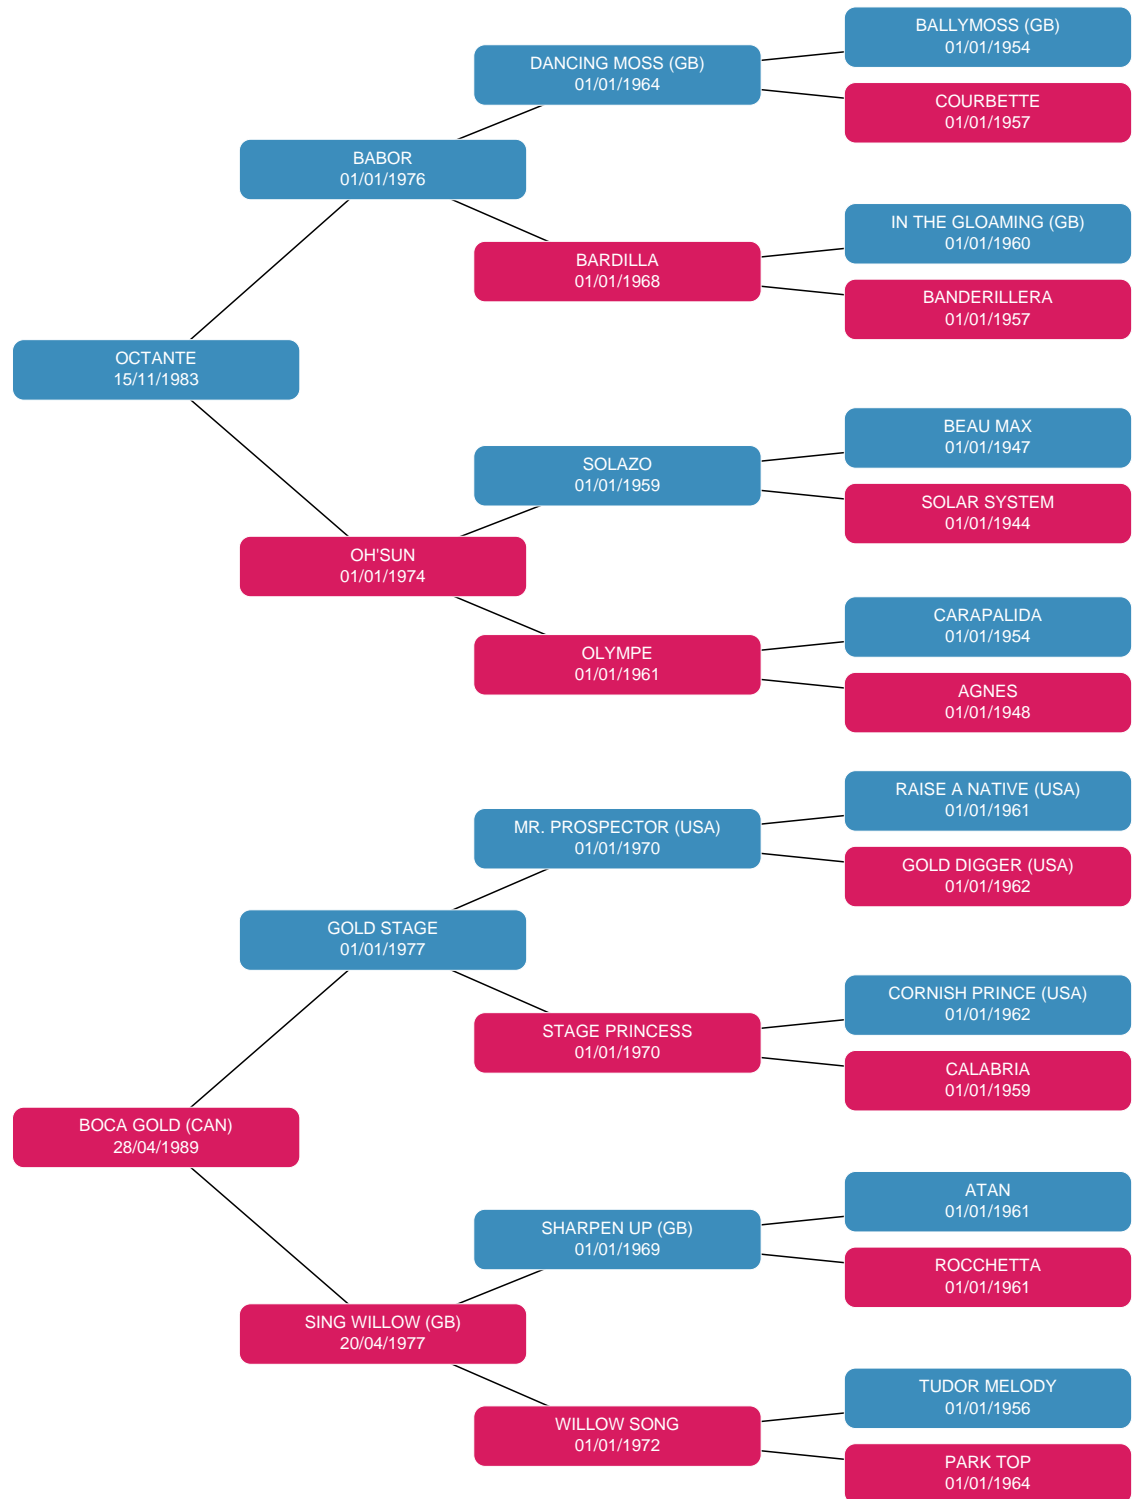 BALLYMOSS (GB)
01/01/1954
DANCING MOSS (GB)
01/01/1964
COURBETTE
01/01/1957
BABOR
01/01/1976
IN THE GLOAMING (GB)
01/01/1960
BARDILLA
01/01/1968
BANDERILLERA
01/01/1957
OCTANTE
15/11/1983
BEAU MAX
01/01/1947
SOLAZO
01/01/1959
SOLAR SYSTEM
01/01/1944
OH'SUN
01/01/1974
CARAPALIDA
01/01/1954
OLYMPE
01/01/1961
AGNES
01/01/1948
RAISE A NATIVE (USA)
01/01/1961
MR. PROSPECTOR (USA)
01/01/1970
GOLD DIGGER (USA)
01/01/1962
GOLD STAGE
01/01/1977
CORNISH PRINCE (USA)
01/01/1962
STAGE PRINCESS
01/01/1970
CALABRIA
01/01/1959
BOCA GOLD (CAN)
28/04/1989
ATAN
01/01/1961
SHARPEN UP (GB)
01/01/1969
ROCCHETTA
01/01/1961
SING WILLOW (GB)
20/04/1977
TUDOR MELODY
01/01/1956
WILLOW SONG
01/01/1972
PARK TOP
01/01/1964